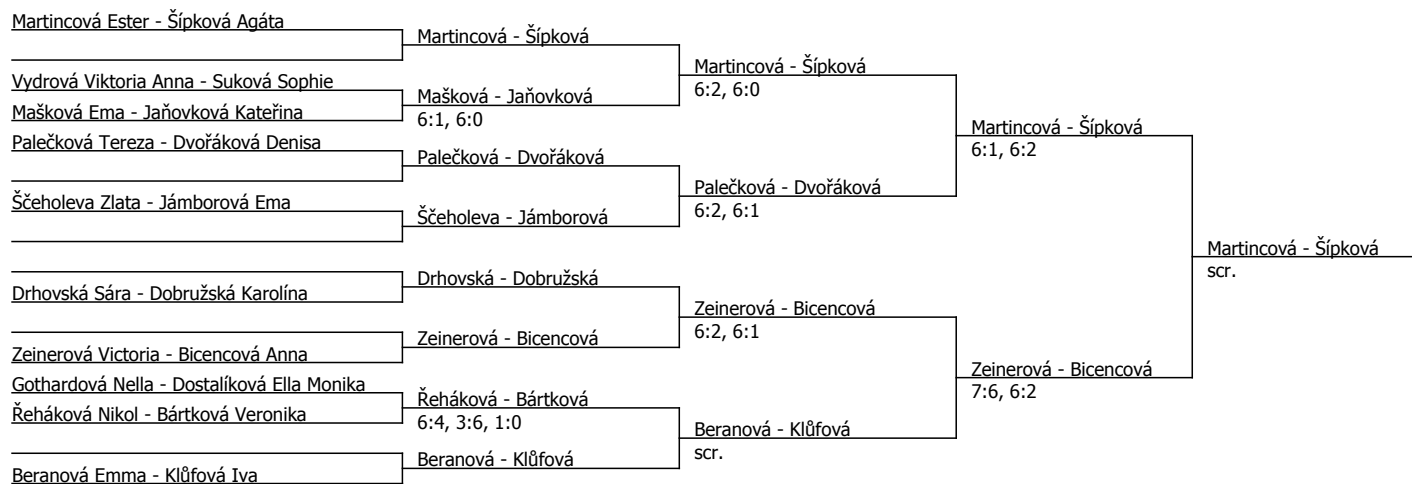 Martincová Ester - Šípková Agáta
Vydrová Viktoria Anna - Suková Sophie
Mašková Ema - Jaňovková Kateřina
Palečková Tereza - Dvořáková Denisa
Ščeholeva Zlata - Jámborová Ema
Drhovská Sára - Dobružská Karolína
Zeinerová Victoria - Bicencová Anna
Gothardová Nella - Dostalíková Ella Monika
Řeháková Nikol - Bártková Veronika
Beranová Emma - Klůfová Iva
Martincová - Šípková
Mašková - Jaňovková
6:1, 6:0
Palečková - Dvořáková
Ščeholeva - Jámborová
Drhovská - Dobružská
Zeinerová - Bicencová
Řeháková - Bártková
6:4, 3:6, 1:0
Beranová - Klůfová
Martincová - Šípková
6:2, 6:0
Palečková - Dvořáková
6:2, 6:1
Zeinerová - Bicencová
6:2, 6:1
Beranová - Klůfová
scr.
Martincová - Šípková
6:1, 6:2
Zeinerová - Bicencová
7:6, 6:2
Martincová - Šípková
scr.